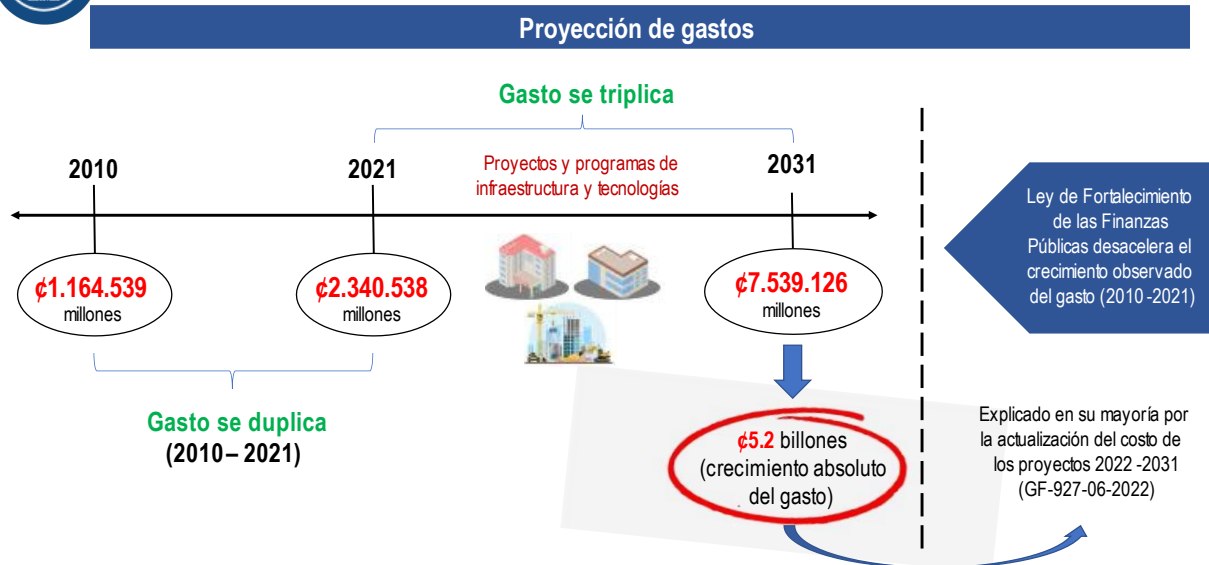 Proyección de gastos
Gasto se triplica
2010
2021
Proyectos y programas de
infraestructura y tecnologías
2031
₡1.164.539
millones
₡2.340.538
millones
₡7.539.126
millones
Gasto se duplica
(2010– 2021)
₡5.2 billones
(crecimiento absoluto
del gasto)
Ley de Fortalecimiento
de las Finanzas
Públicas desacelera el
crecimiento observado
del gasto (2010 -2021)
Explicado en su mayoría por
la actualización del costo de
los proyectos 2022 -2031
(GF-927-06-2022)